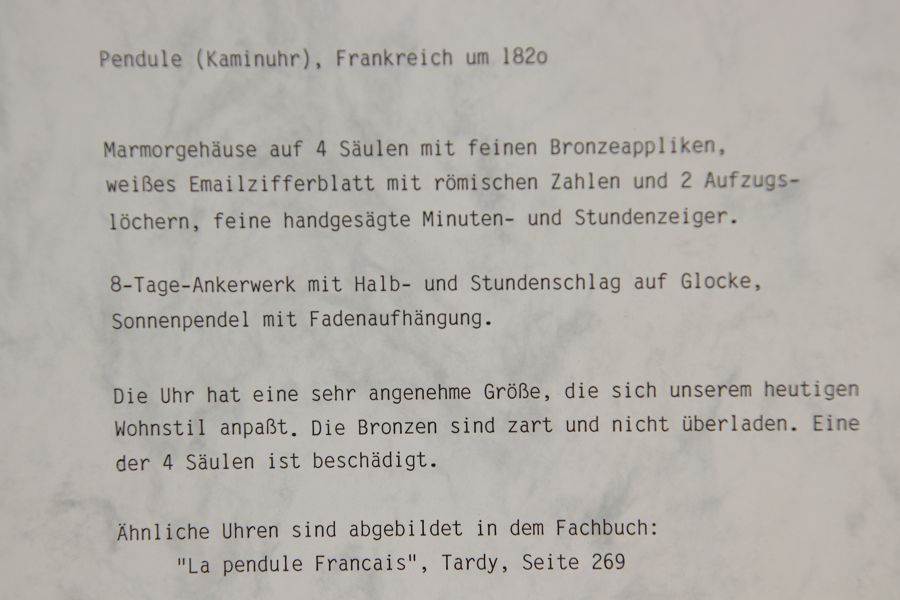 Pendule (Kaminuhr), Frankreich um 182o
Marmorgehäuse auf 4 Säulen mit feinen Bronzeappliken,
weißes Emailzifferblatt mit römischen Zahlen und 2 Aufzugs-
löchern, feine handgesägte Minuten- und Stundenzeiger.
8-Tage-Ankerwerk mit Halb- und Stundenschlag auf Glocke,
Sonnenpendel mit Fadenaufhängung.
Die Uhr hat eine sehr angenehme Größe, die sich unserem heutigen
Wohnstil anpaßt. Die Bronzen sind zart und nicht überladen. Eine
der 4 Säulen ist beschädigt.
Ähnliche Uhren sind abgebildet in dem Fachbuch:
"La pendule Francais", Tardy, Seite 269